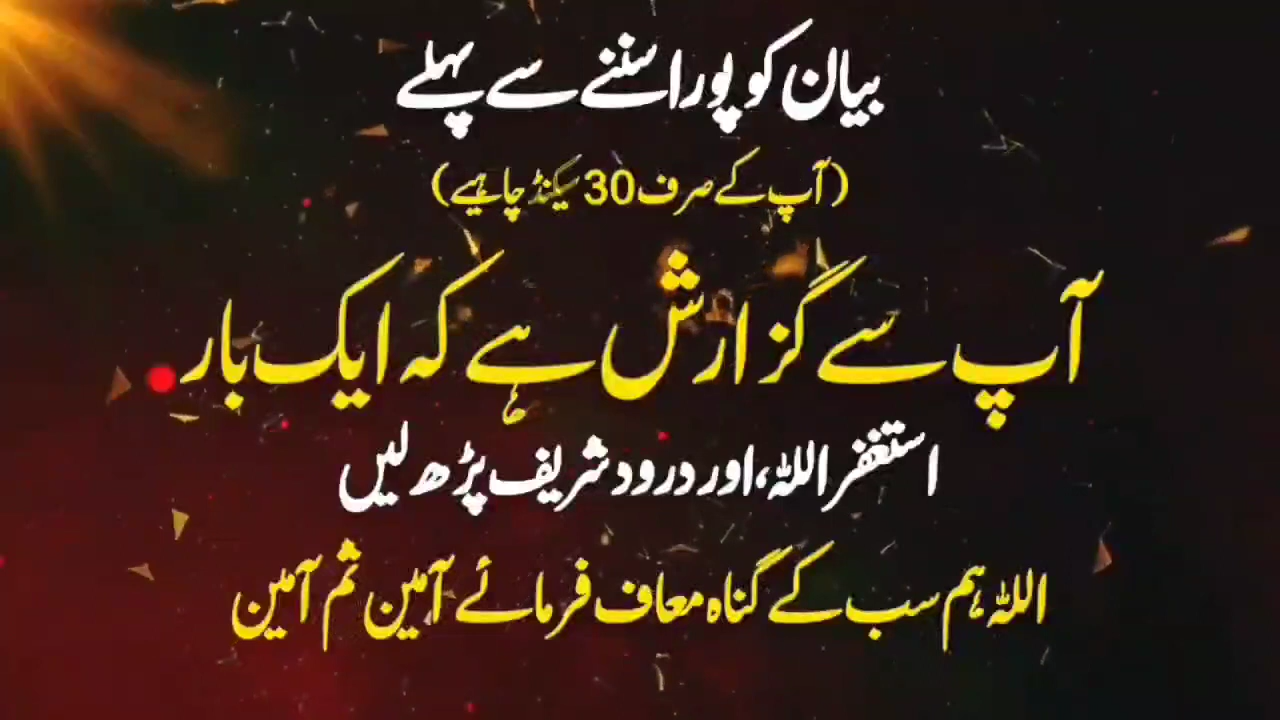 بیان کو پورا سننے سے پہلے
(آپ کے صرف 30 سیکنڈ چاہیے)
آپ سے گزارش ہے کہ ایک بار
استغفر اللہ، اور درود شریف پڑھ لیں
اللہ ہم سب کے گناہ معاف فرمائے آمین ثم آمین